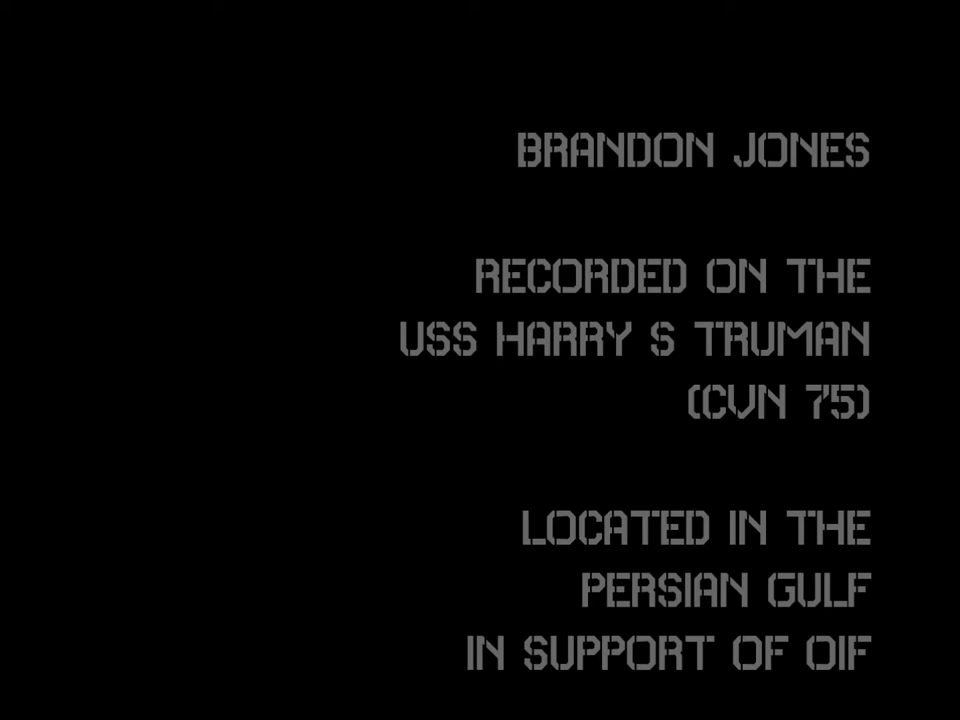 BRANDON JONES
RECORDED ON THE
USS HARRY S TRUMAN
(CVN 75)
LOCATED IN THE
PERSIAN GULF
IN SUPPORT OF OIF